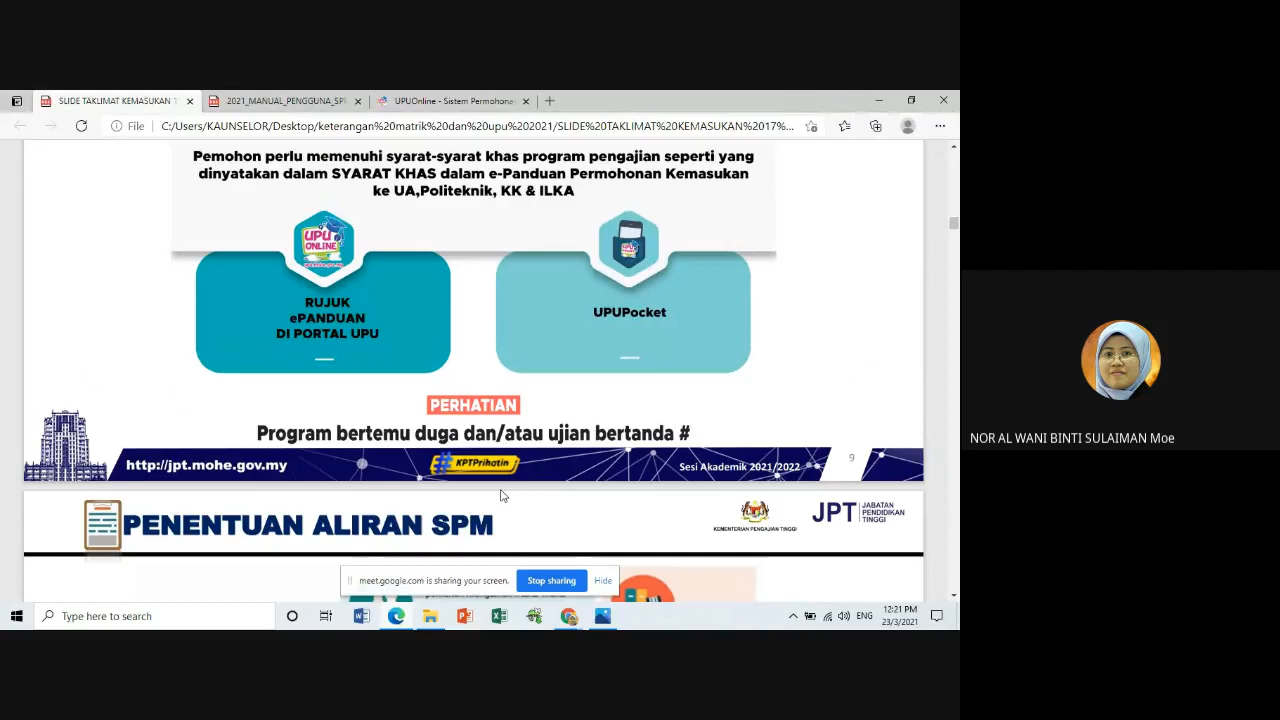 SLIDE TAKLIMAT KEMASUKAN
2021_MANUAL_PENGGUNA_SP
UPUOnline - Sistem Permohona
File
C:/Users/KAUNSELOR/Desktop/keterangan%20matrik%20dan%20upu%202021/SLIDE%20TAKLIMAT%20KEMASUKAN%2017%...
Pemohon perlu memenuhi syarat-syarat khas program pengajian seperti yang
dinyatakan dalam SYARAT KHAS dalam e-Panduan Permohonan Kemasukan
ke UA,Politeknik, KK & ILKA
UPU
ONLINE
RUJUK
ePANDUAN
DI PORTAL UPU
UPUPocket
PERHATIAN
Program bertemu duga dan/atau ujian bertanda #
http://jpt.mohe.gov.my
#KPTPrihatin
Sesi Akademik 2021/2022
9
PENENTUAN ALIRAN SPM
KEMENTERIAN PENGAJIAN TINGGI
JPT
JABATAN
PENDIDIKAN
TINGGI
meet.google.com is sharing your screen.
Stop sharing
Hide
Type here to search
ENG
12:21 PM
23/3/2021
NOR AL WANI BINTI SULAIMAN Moe